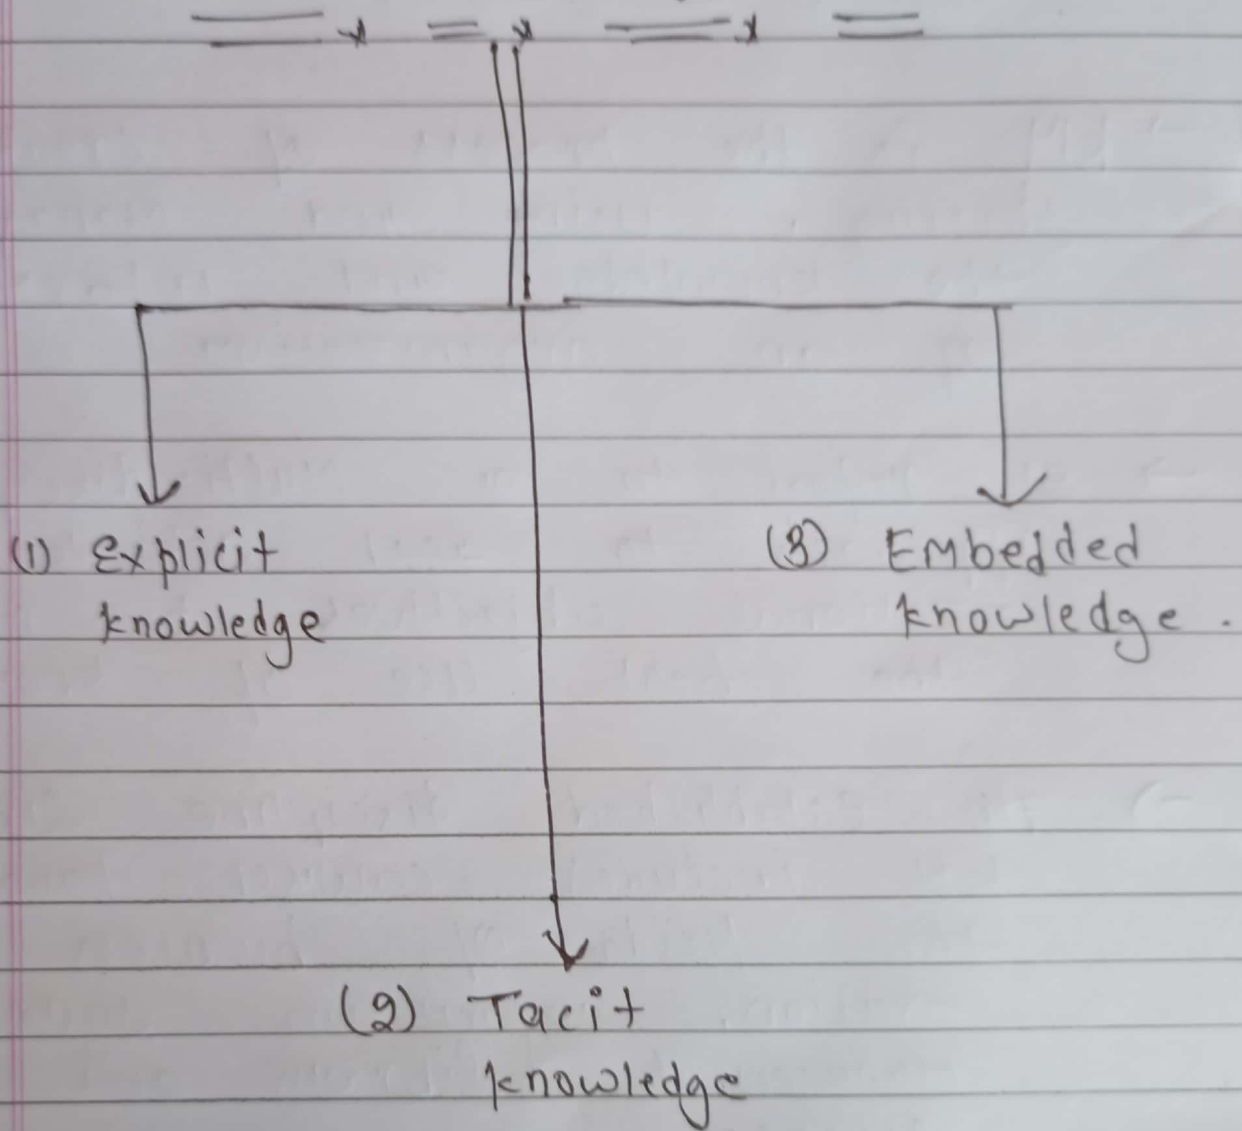 (1) Explicit
knowledge
(3) Embedded
knowledge.
(2) Tacit
knowledge